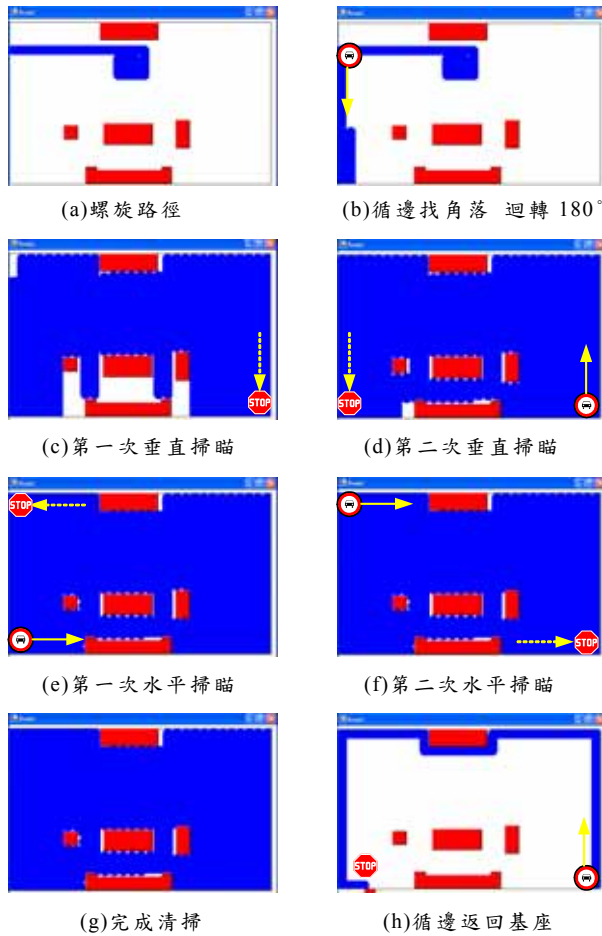 (a)螺旋路徑
(b)循邊找角落 迴轉 180°
STOP
(c)第一次垂直掃瞄
STOP
(d)第二次垂直掃瞄
STOP
(e)第一次水平掃瞄
STOP
(f)第二次水平掃瞄
(g)完成清掃
STOP
(h)循邊返回基座